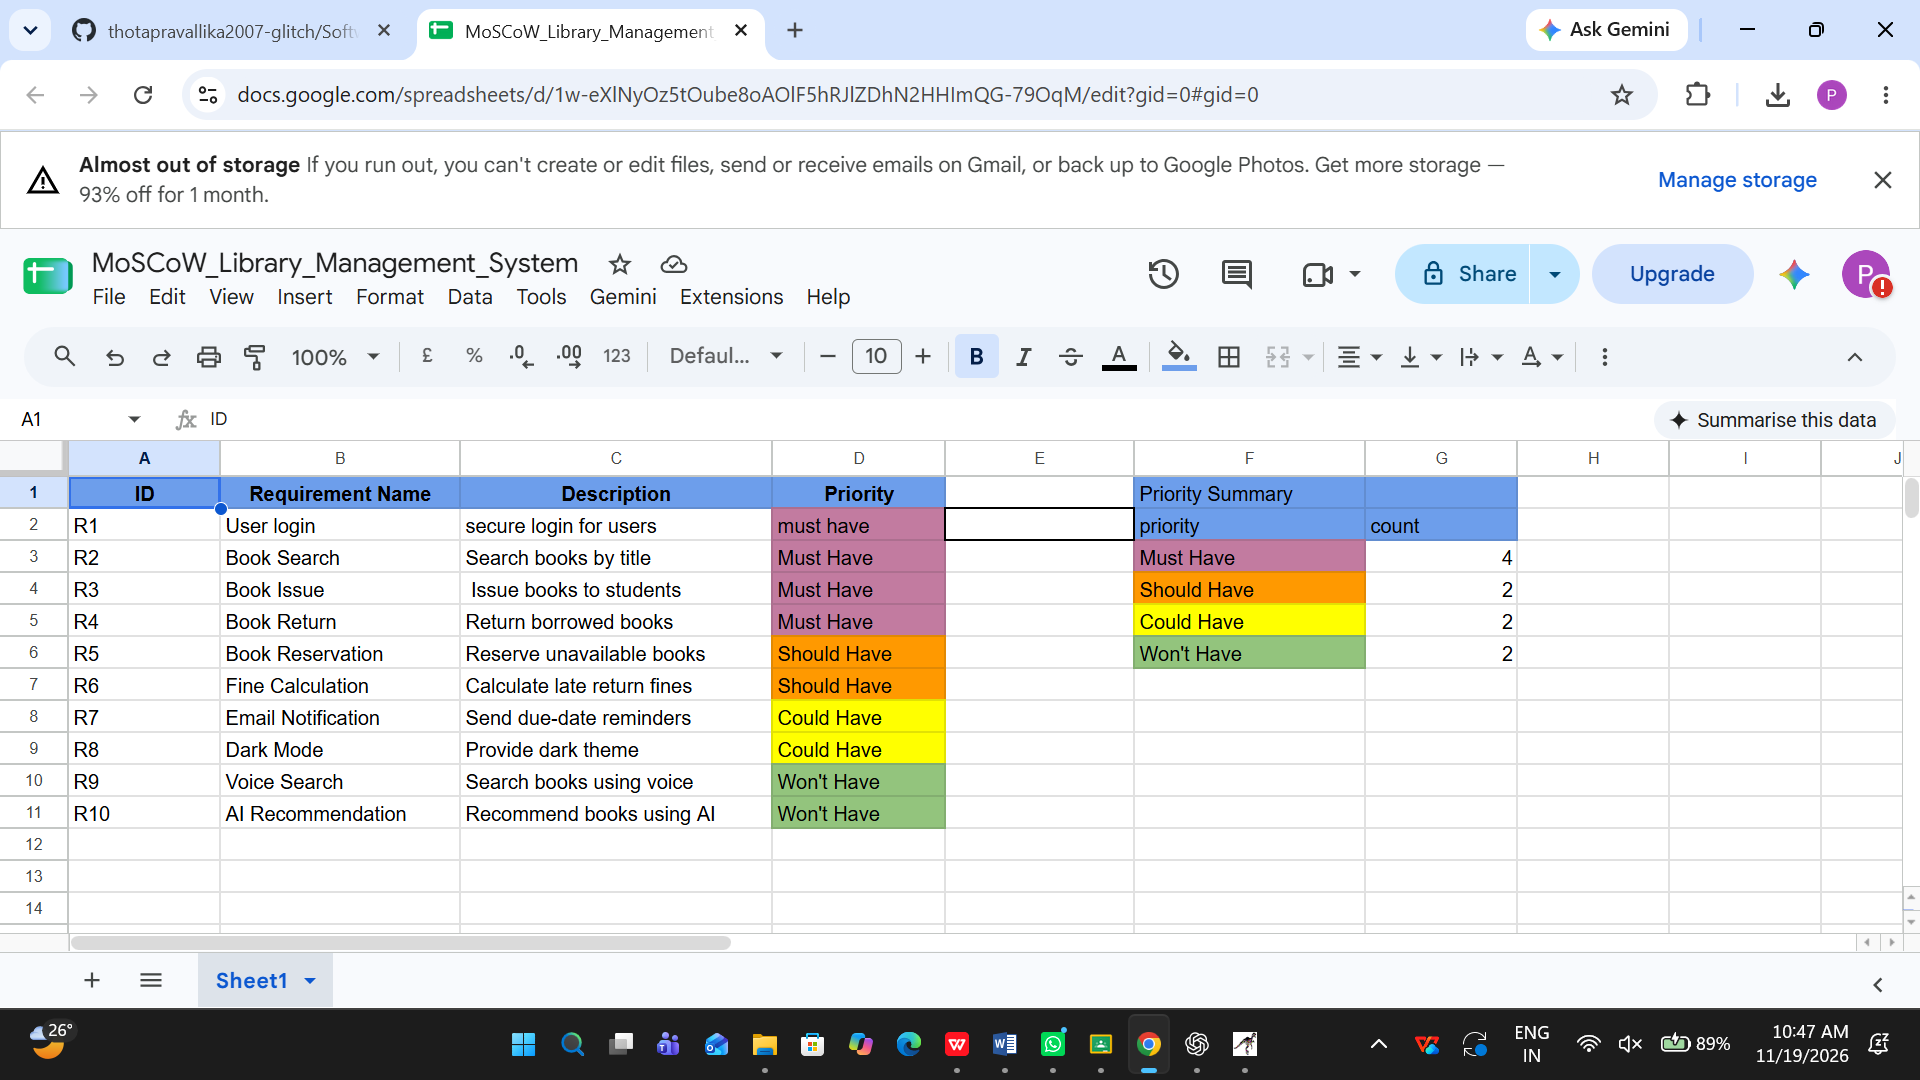 thotapravallika2007-glitch/Softw
MoSCoW_Library_Management
Ask Gemini
docs.google.com/spreadsheets/d/1w-eXlNyOz5tOube8oAOlF5hRJlZDhN2HHImQG-79OqM/edit?gid=0#gid=0
P
Almost out of storage If you run out, you can't create or edit files, send or receive emails on Gmail, or back up to Google Photos. Get more storage —
93% off for 1 month.
Manage storage
MoSCoW_Library_Management_System
File Edit View Insert Format Data Tools Gemini Extensions Help
Share
Upgrade
P
100% £ % .0 .00 123 Defaul... − 10 + B I S A A
A1 fx ID
Summarise this data
A B C D E F G H I J
1 ID Requirement Name Description Priority Priority Summary
2 R1 User login secure login for users must have priority count
3 R2 Book Search Search books by title Must Have Must Have 4
4 R3 Book Issue Issue books to students Must Have Should Have 2
5 R4 Book Return Return borrowed books Must Have Could Have 2
6 R5 Book Reservation Reserve unavailable books Should Have Won't Have 2
7 R6 Fine Calculation Calculate late return fines Should Have
8 R7 Email Notification Send due-date reminders Could Have
9 R8 Dark Mode Provide dark theme Could Have
10 R9 Voice Search Search books using voice Won't Have
11 R10 AI Recommendation Recommend books using AI Won't Have
12
13
14
Sheet1
26°
ENG
IN
89%
10:47 AM
11/19/2026